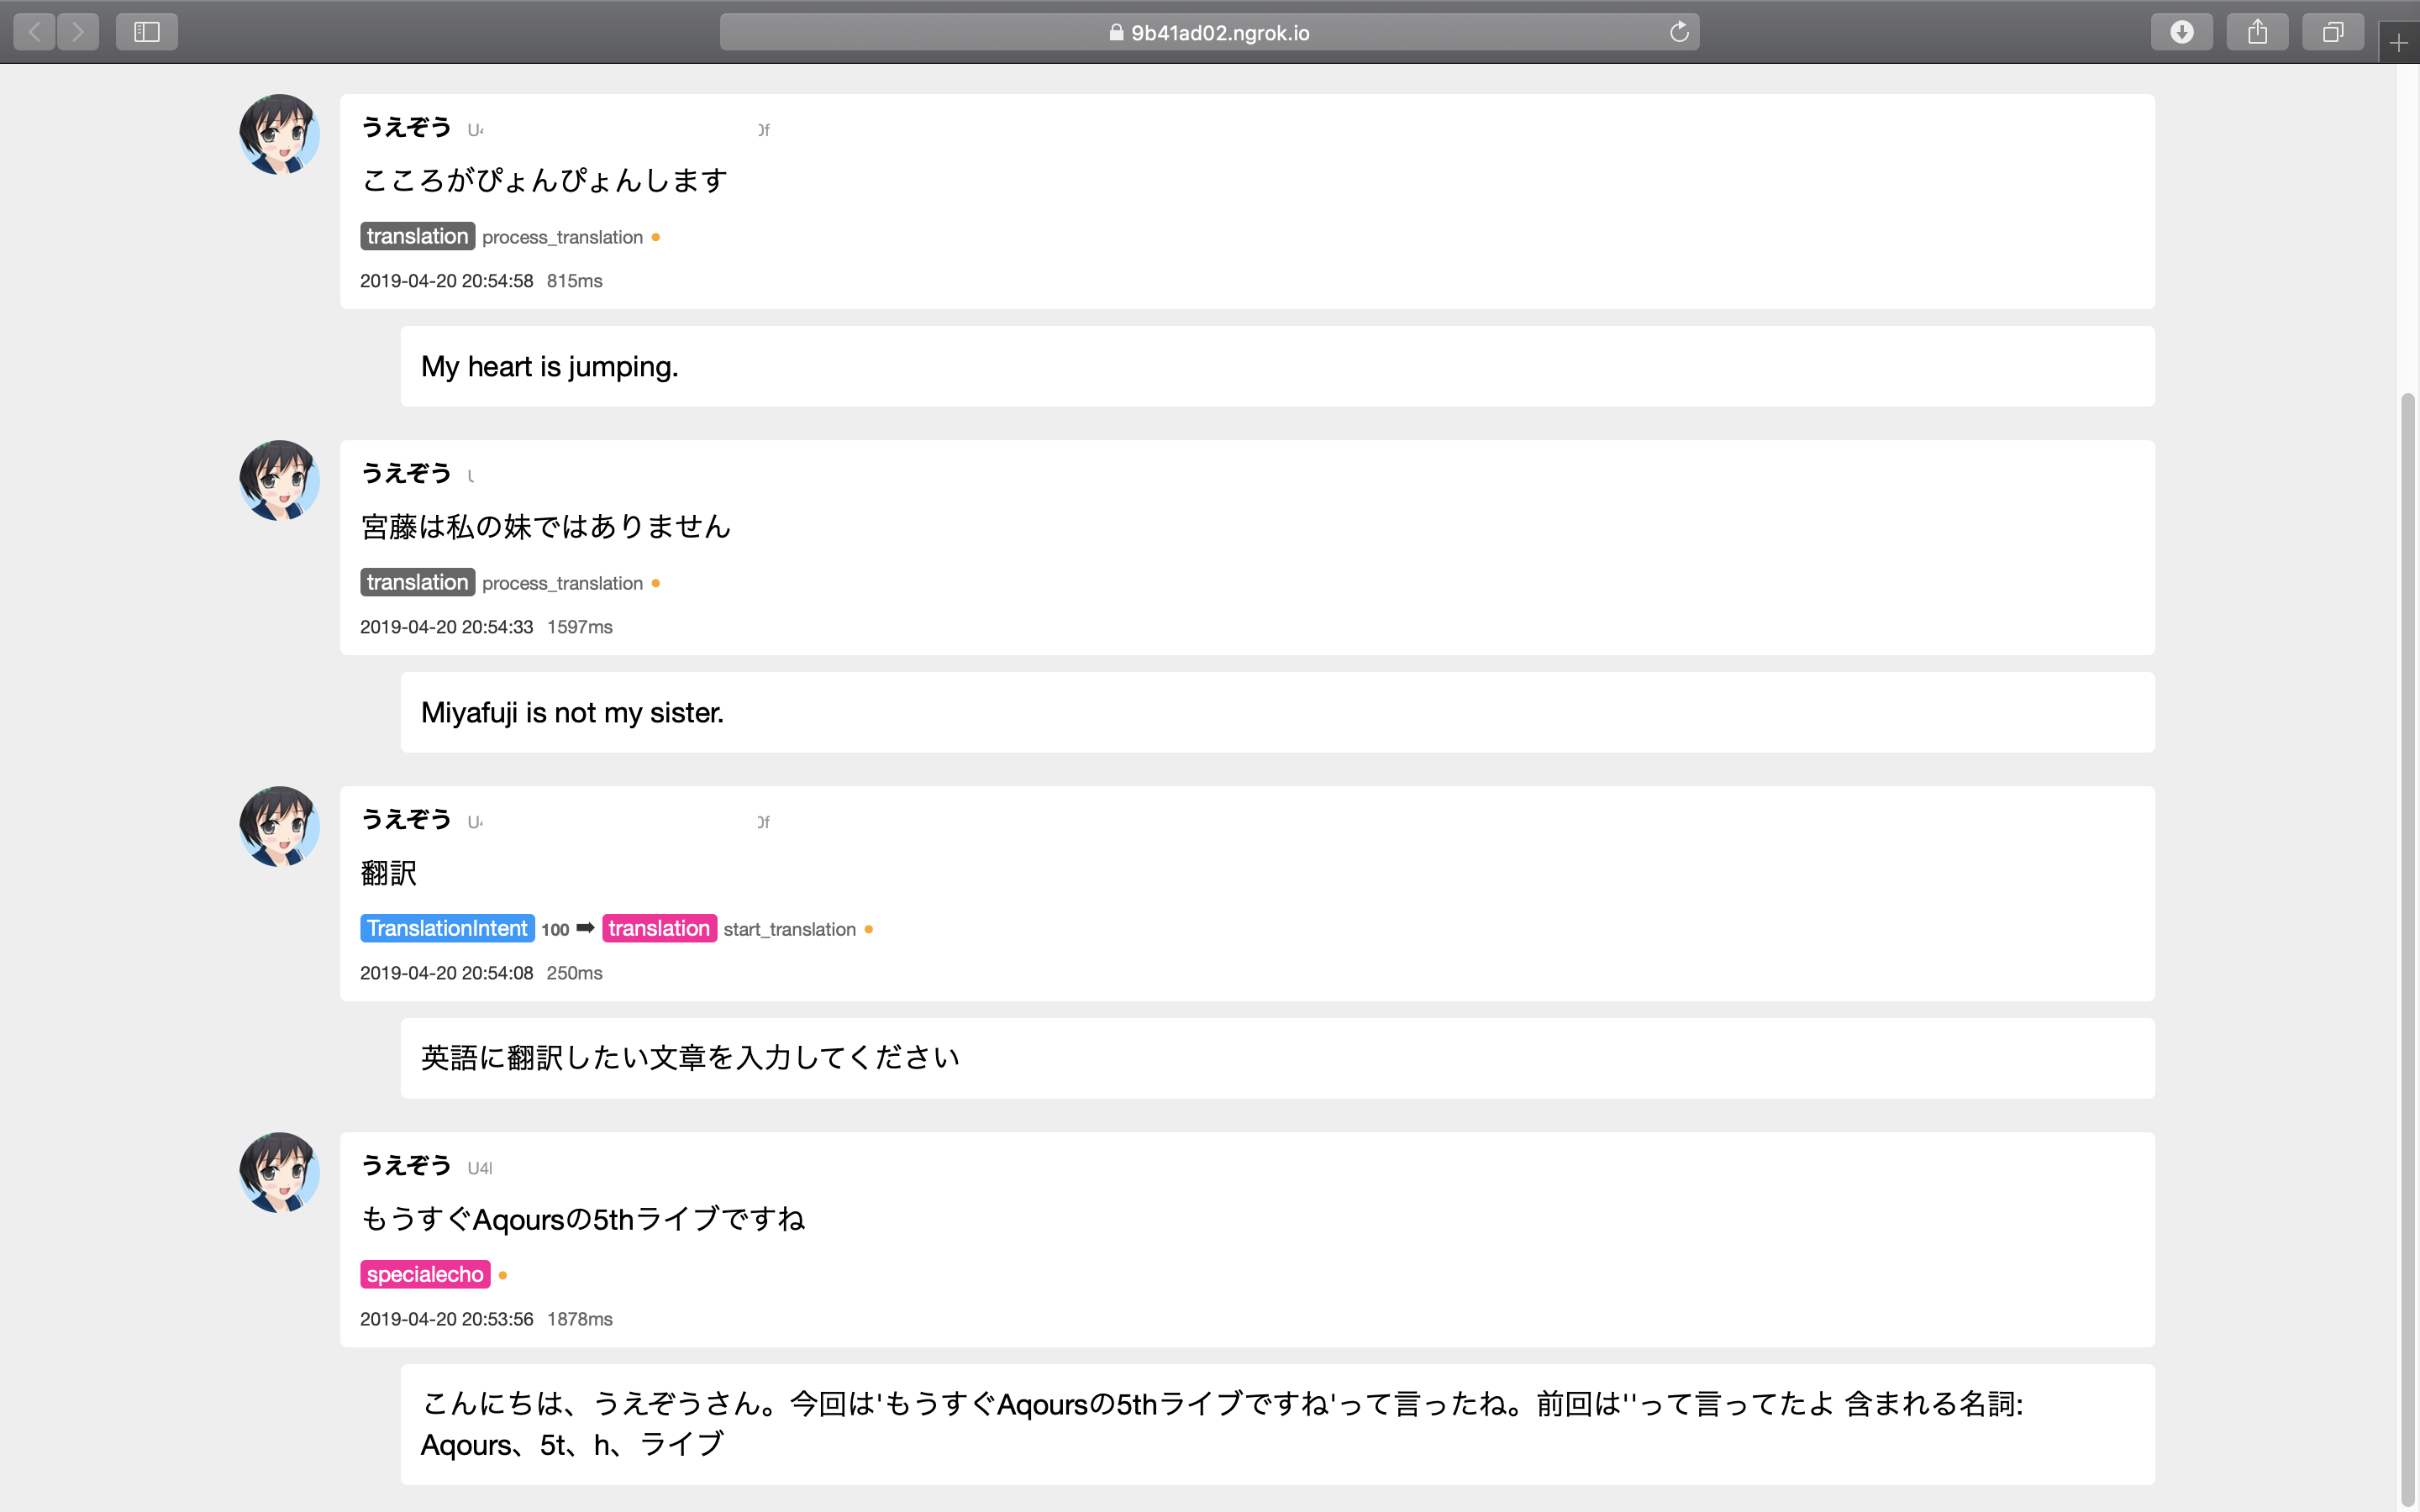 9b41ad02.ngrok.io
うえぞう
こころがぴょんぴょんします
translation process_translation
2019-04-20 20:54:58 815ms
My heart is jumping.
うえぞう
宮藤は私の妹ではありません
translation process_translation
2019-04-20 20:54:33 1597ms
Miyafuji is not my sister.
うえぞう
翻訳
TranslationIntent 100 ➡ translation start_translation
2019-04-20 20:54:08 250ms
英語に翻訳したい文章を入力してください
うえぞう
もうすぐAqoursの5thライブですね
specialecho
2019-04-20 20:53:56 1878ms
こんにちは、うえぞうさん。今回は'もうすぐAqoursの5thライブですね'って言ったね。前回は''って言ってたよ 含まれる名詞:
Aqours、5t、h、ライブ